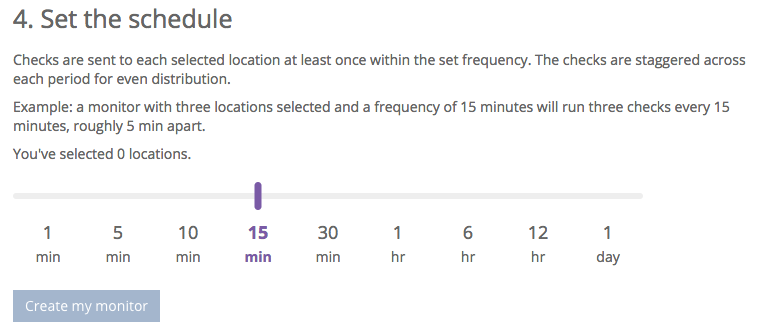 4. Set the schedule
Checks are sent to each selected location at least once within the set frequency. The checks are staggered across
each period for even distribution.
Example: a monitor with three locations selected and a frequency of 15 minutes will run three checks every 15
minutes, roughly 5 min apart.
You've selected 0 locations.
1 5 10 15 30 1 6 12 1
min min min min min hr hr hr day
Create my monitor